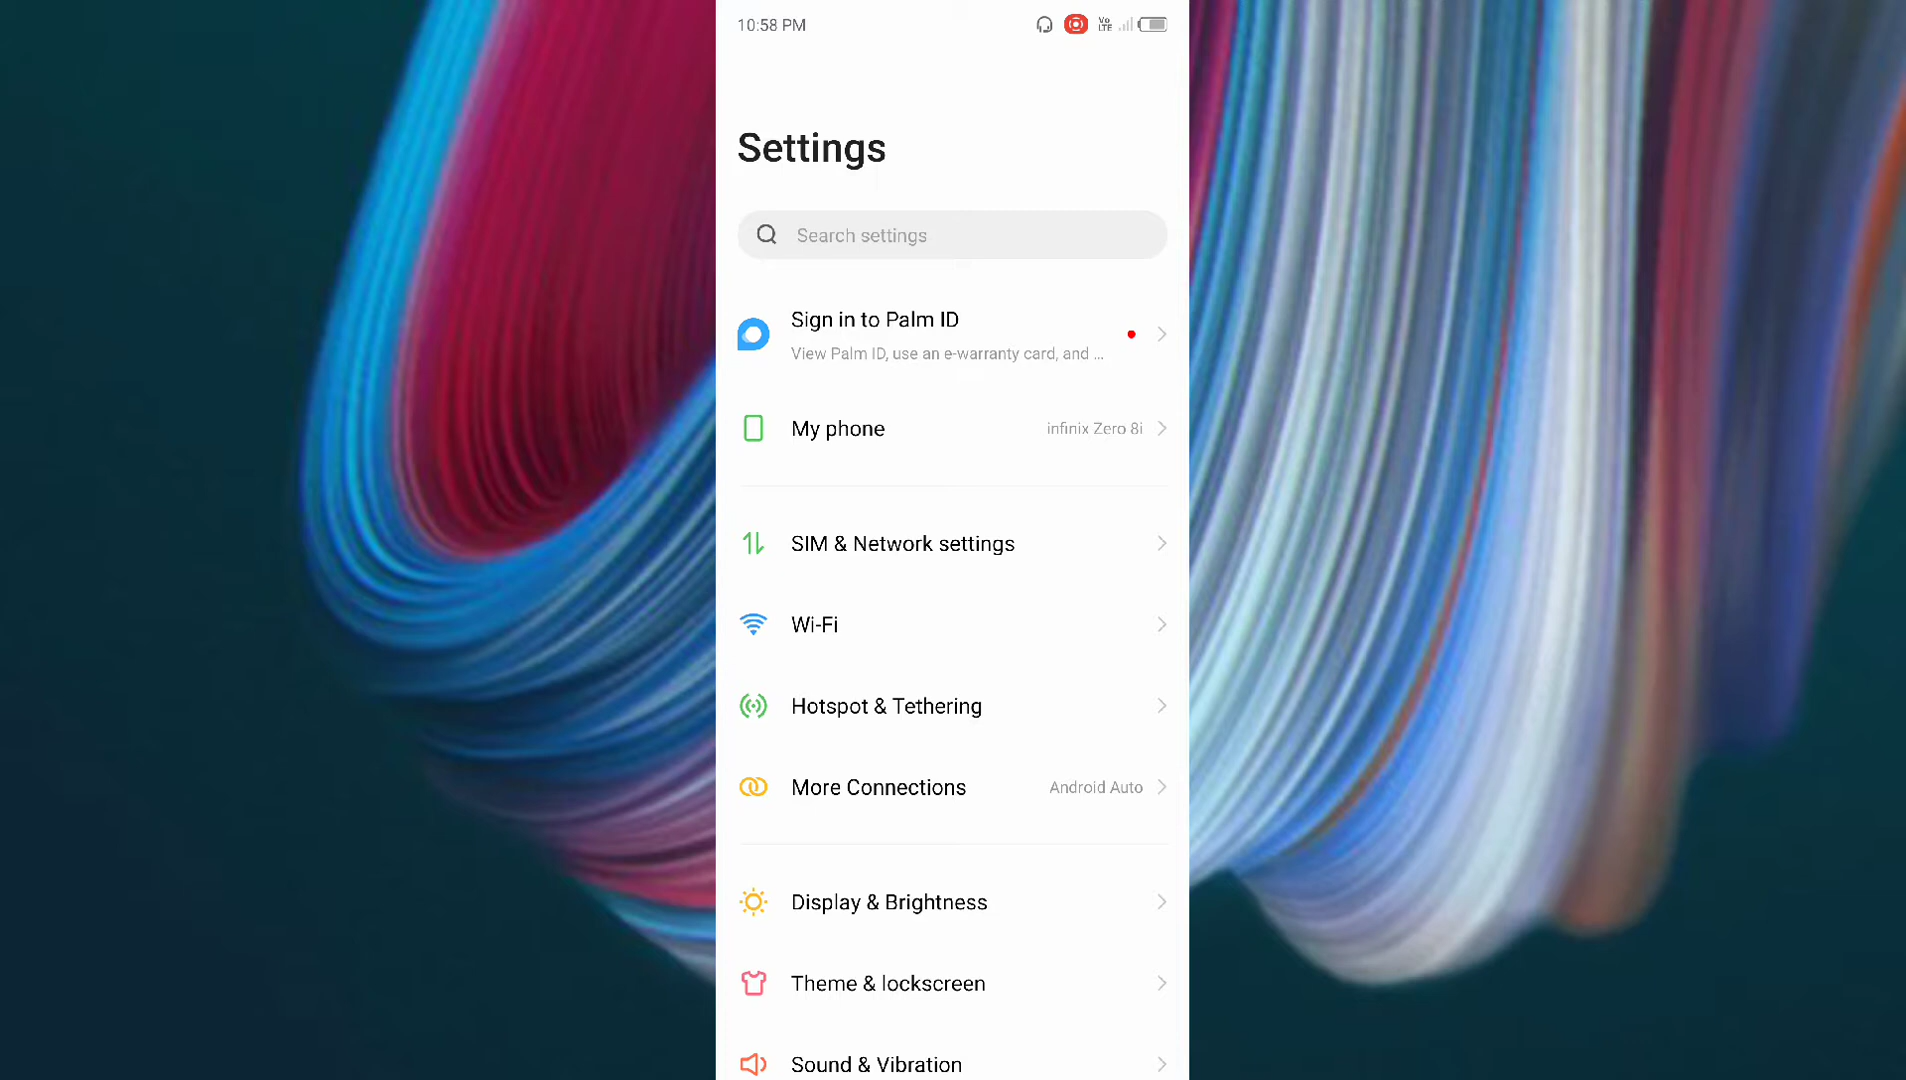 10:58 PM
Vo
LTE
Settings
Search settings
Sign in to Palm ID
View Palm ID, use an e-warranty card, and ...
My phone
infinix Zero 8i
SIM & Network settings
Wi-Fi
Hotspot & Tethering
More Connections
Android Auto
Display & Brightness
Theme & lockscreen
Sound & Vibration